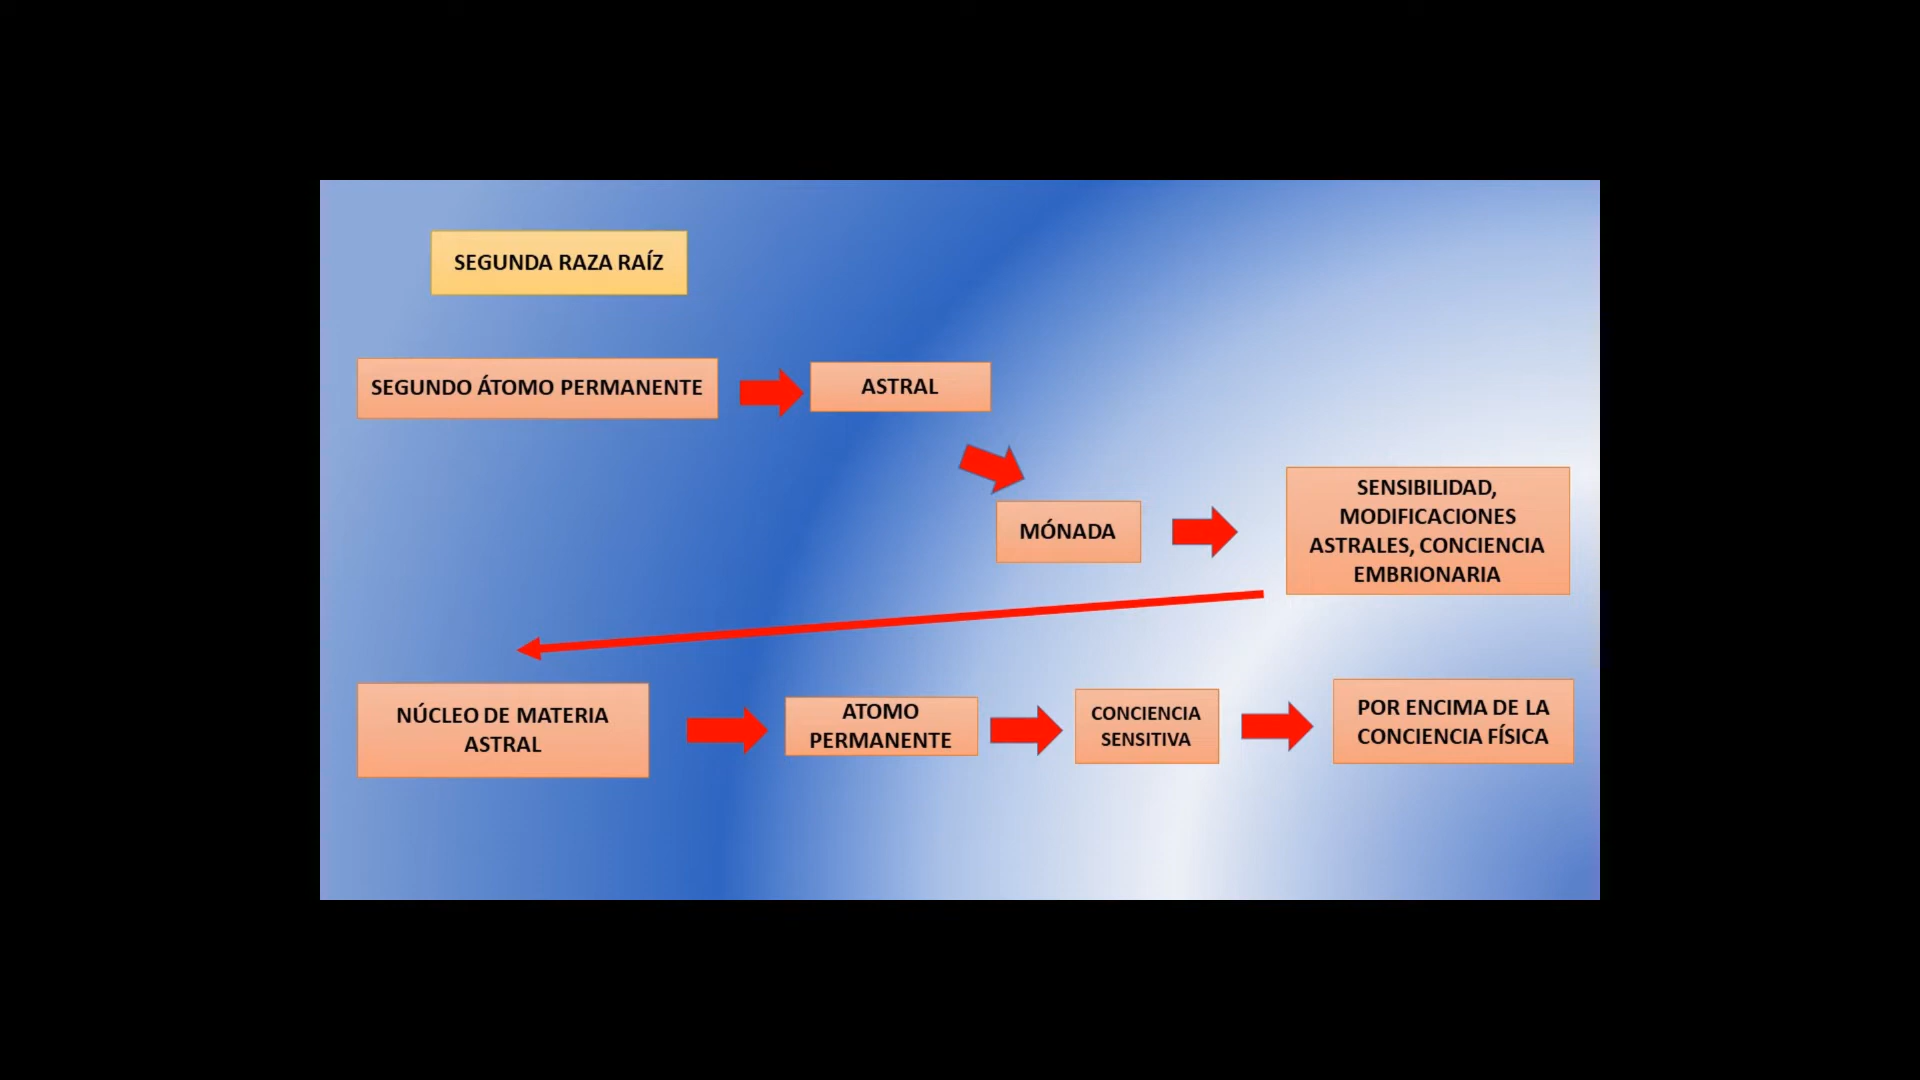 SEGUNDA RAZA RAÍZ
SEGUNDO ÁTOMO PERMANENTE
ASTRAL
MÓNADA
SENSIBILIDAD,
MODIFICACIONES
ASTRALES, CONCIENCIA
EMBRIONARIA
NÚCLEO DE MATERIA
ASTRAL
ATOMO
PERMANENTE
CONCIENCIA
SENSITIVA
POR ENCIMA DE LA
CONCIENCIA FÍSICA